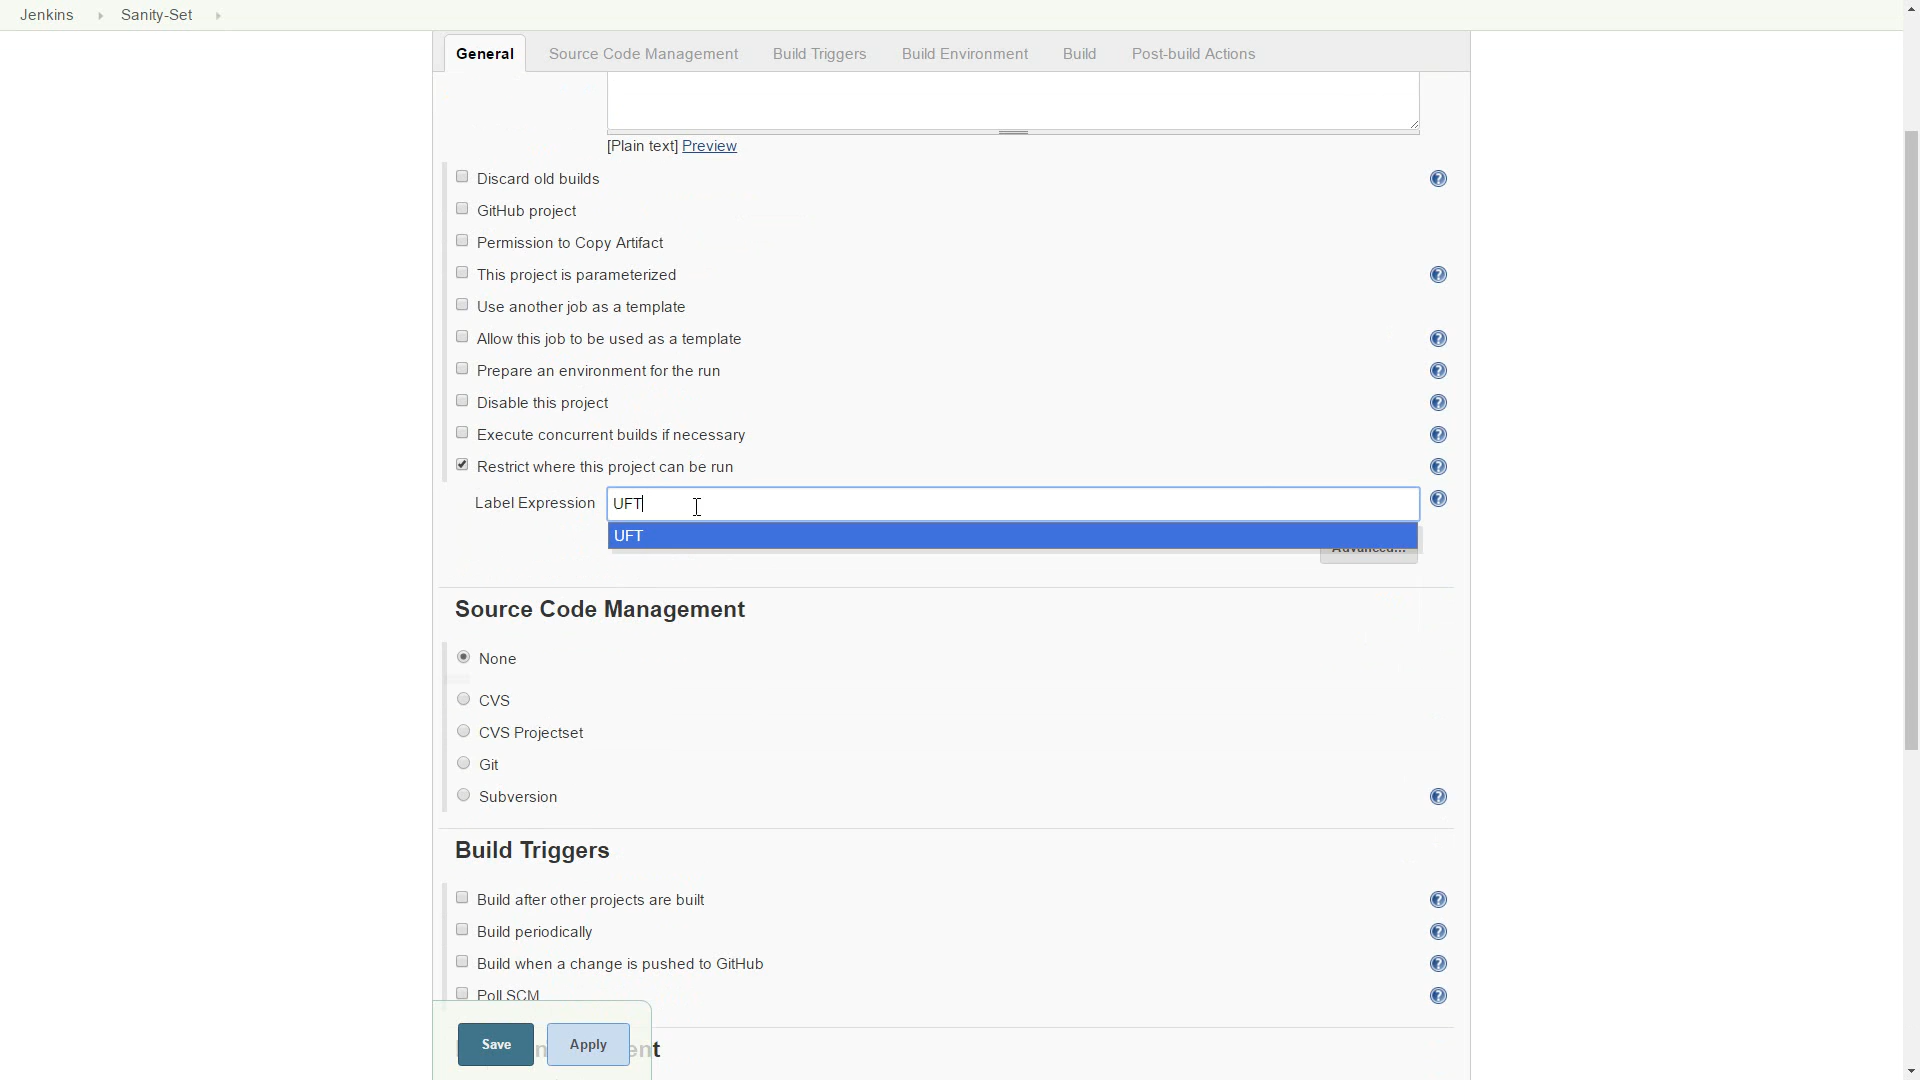 Jenkins Sanity-Set
General Source Code Management Build Triggers Build Environment Build Post-build Actions
[Plain text] Preview
Discard old builds
GitHub project
Permission to Copy Artifact
This project is parameterized
Use another job as a template
Allow this job to be used as a template
Prepare an environment for the run
Disable this project
Execute concurrent builds if necessary
Restrict where this project can be run
Label Expression UFT
UFT
Advanced...
Source Code Management
None
CVS
CVS Projectset
Git
Subversion
Build Triggers
Build after other projects are built
Build periodically
Build when a change is pushed to GitHub
Poll SCM
Save Apply